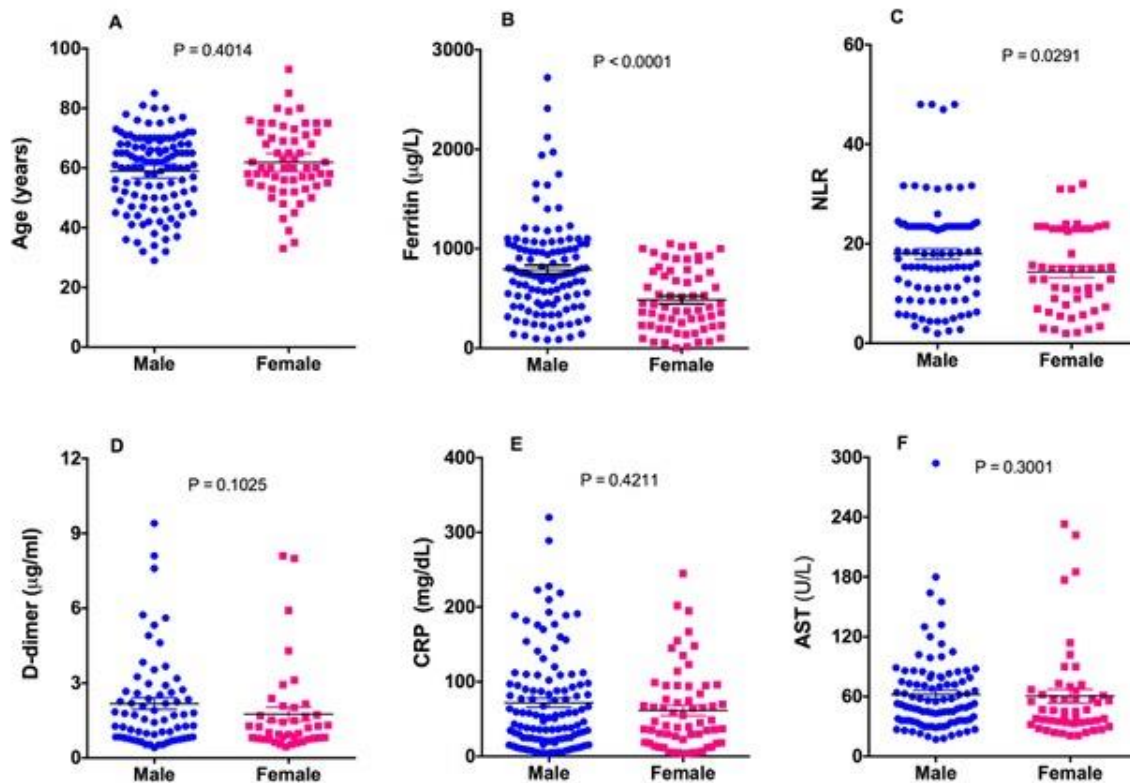 A
P = 0.4014
100
80
60
40
20
0
Age (years)
Male
Female
B
P < 0.0001
3000
2000
1000
0
Ferritin (μg/L)
Male
Female
C
P = 0.0291
60
40
20
0
NLR
Male
Female
D
P = 0.1025
12
9
6
3
0
D-dimer (μg/ml)
Male
Female
E
P = 0.4211
400
300
200
100
0
CRP (mg/dL)
Male
Female
F
P = 0.3001
300
240
180
120
60
0
AST (U/L)
Male
Female